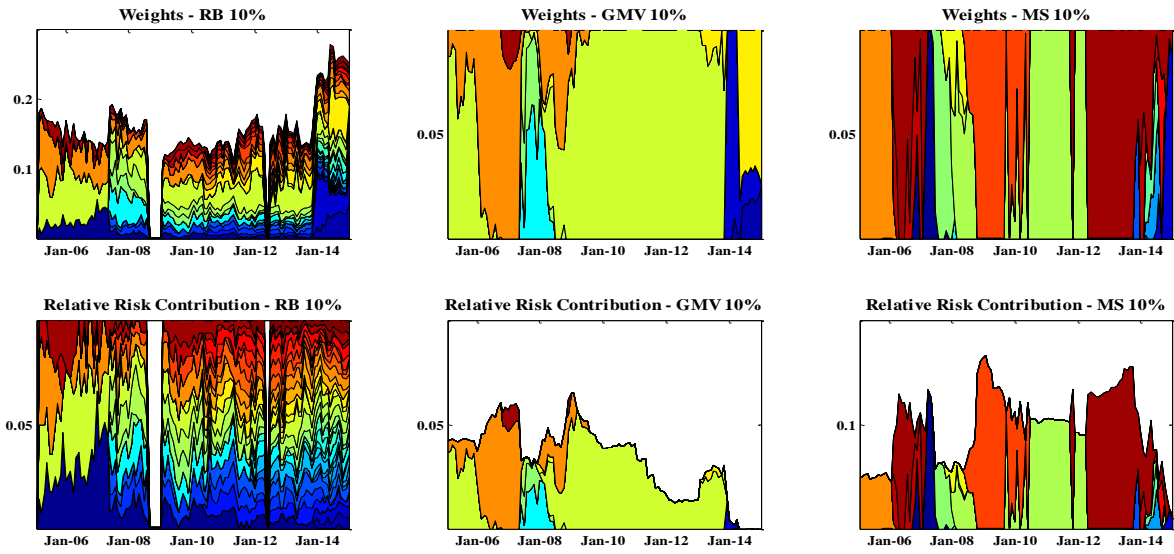 Weights - RB 10%
Weights - GMV 10%
Weights - MS 10%
0.2
0.1
0.05
0.05
Jan-06 Jan-08 Jan-10 Jan-12 Jan-14
Jan-06 Jan-08 Jan-10 Jan-12 Jan-14
Jan-06 Jan-08 Jan-10 Jan-12 Jan-14
Relative Risk Contribution - RB 10%
Relative Risk Contribution - GMV 10%
Relative Risk Contribution - MS 10%
0.05
0.05
0.1
Jan-06 Jan-08 Jan-10 Jan-12 Jan-14
Jan-06 Jan-08 Jan-10 Jan-12 Jan-14
Jan-06 Jan-08 Jan-10 Jan-12 Jan-14